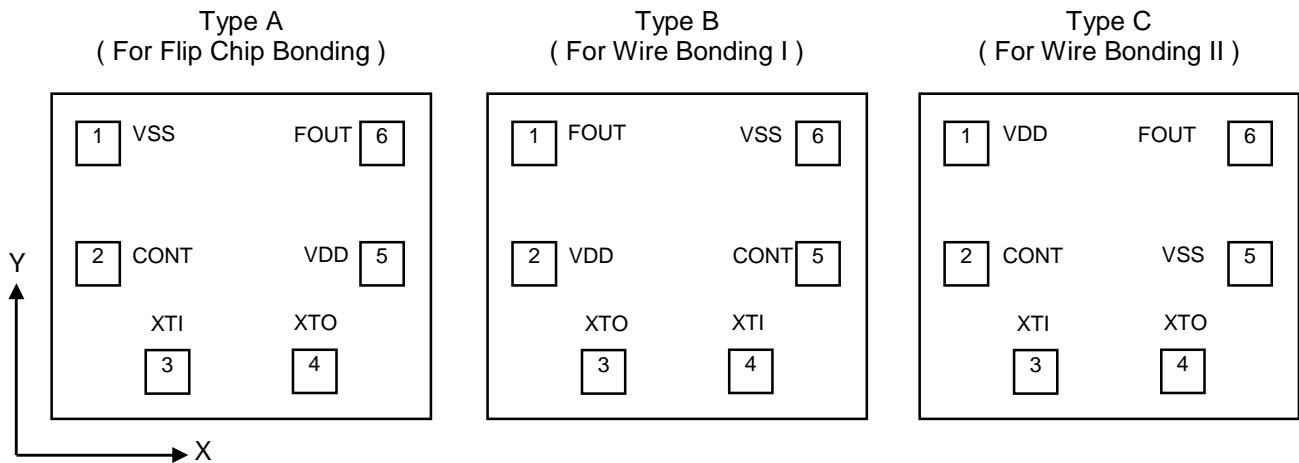 Type A
( For Flip Chip Bonding )
Type B
( For Wire Bonding I )
Type C
( For Wire Bonding II )
1 VSS FOUT 6
1 FOUT VSS 6
1 VDD FOUT 6
2 CONT VDD 5
2 VDD CONT 5
2 CONT VSS 5
Y
XTI XTO
XTO XTI
XTI XTO
3 4
3 4
3 4
X